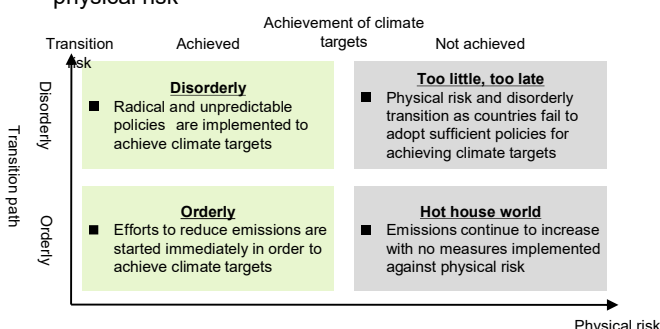 physical risk
Achievement of climate
targets
Transition
risk
Achieved
Not achieved
Transition path
Disorderly
Orderly
Disorderly
■ Radical and unpredictable
policies are implemented to
achieve climate targets
Too little, too late
■ Physical risk and disorderly
transition as countries fail to
adopt sufficient policies for
achieving climate targets
Orderly
■ Efforts to reduce emissions are
started immediately in order to
achieve climate targets
Hot house world
■ Emissions continue to increase
with no measures implemented
against physical risk
Physical risk